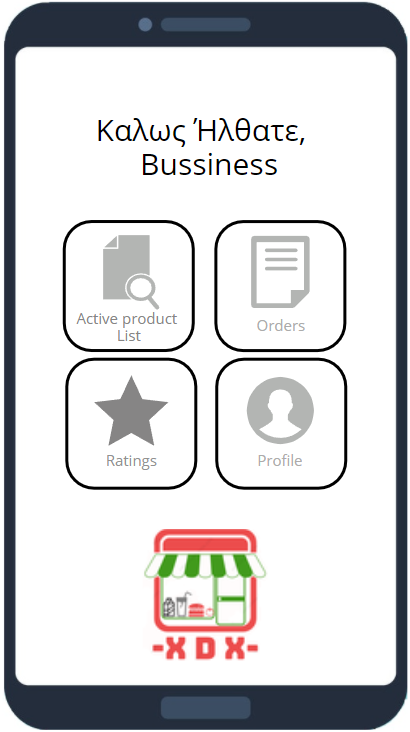 Καλως Ήλθατε,
Bussiness
Active product
List
Orders
Ratings
Profile
-XDX-